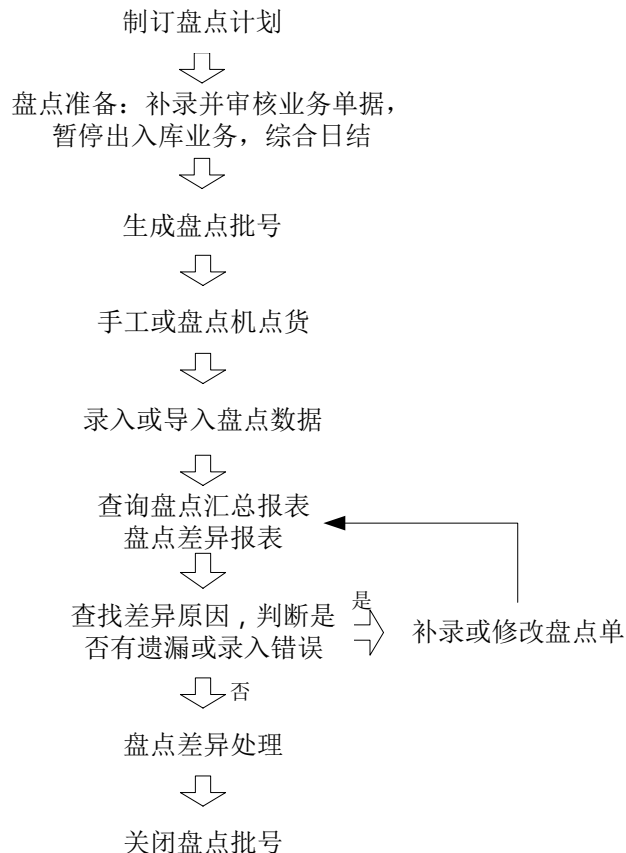 制订盘点计划
盘点准备：补录并审核业务单据，
暂停出入库业务，综合日结
生成盘点批号
手工或盘点机点货
录入或导入盘点数据
查询盘点汇总报表
盘点差异报表
查找差异原因，判断是
否有遗漏或录入错误
是
补录或修改盘点单
否
盘点差异处理
关闭盘点批号